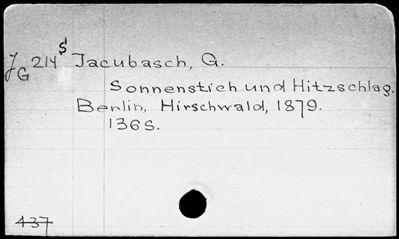 JG 214 S Jacubasch, G.
Sonnenstich und Hitzschlag.
Berlin, Hirschwald, 1879.
136 S.
437